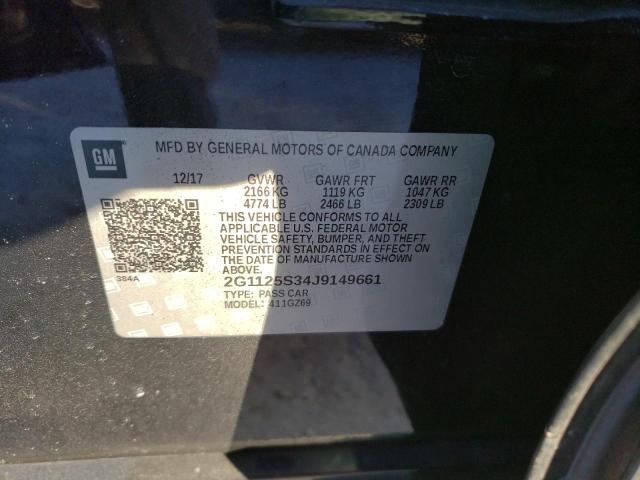 GM
MFD BY GENERAL MOTORS OF CANADA COMPANY
12/17 GVWR GAWR FRT GAWR RR
2166 KG 1119 KG 1047 KG
4774 LB 2466 LB 2309 LB
THIS VEHICLE CONFORMS TO ALL
APPLICABLE U.S. FEDERAL MOTOR
VEHICLE SAFETY, BUMPER, AND THEFT
PREVENTION STANDARDS IN EFFECT ON
THE DATE OF MANUFACTURE SHOWN
ABOVE.
384A
2G1125S34J9149661
TYPE: PASS CAR
MODEL: 411GZ69